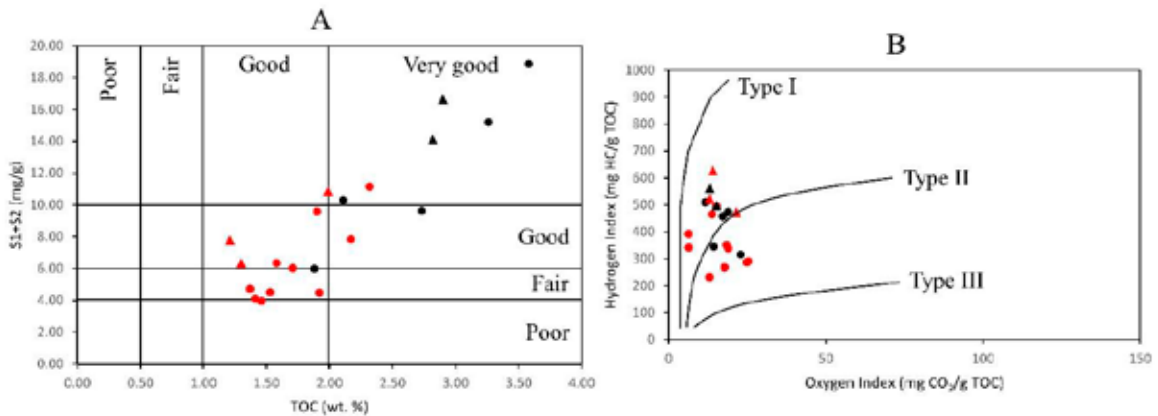 A
20.00
18.00
16.00
14.00
12.00
10.00
8.00
6.00
4.00
2.00
0.00
S1+S2 (mg/g)
Poor
Fair
Good
Very good
Good
Fair
Poor
0.00 0.50 1.00 1.50 2.00 2.50 3.00 3.50 4.00
TOC (wt. %)
B
1000
900
800
700
600
500
400
300
200
100
0
Hydrogen Index (mg HC/g TOC)
Type I
Type II
Type III
0 50 100 150
Oxygen Index (mg CO₂/g TOC)